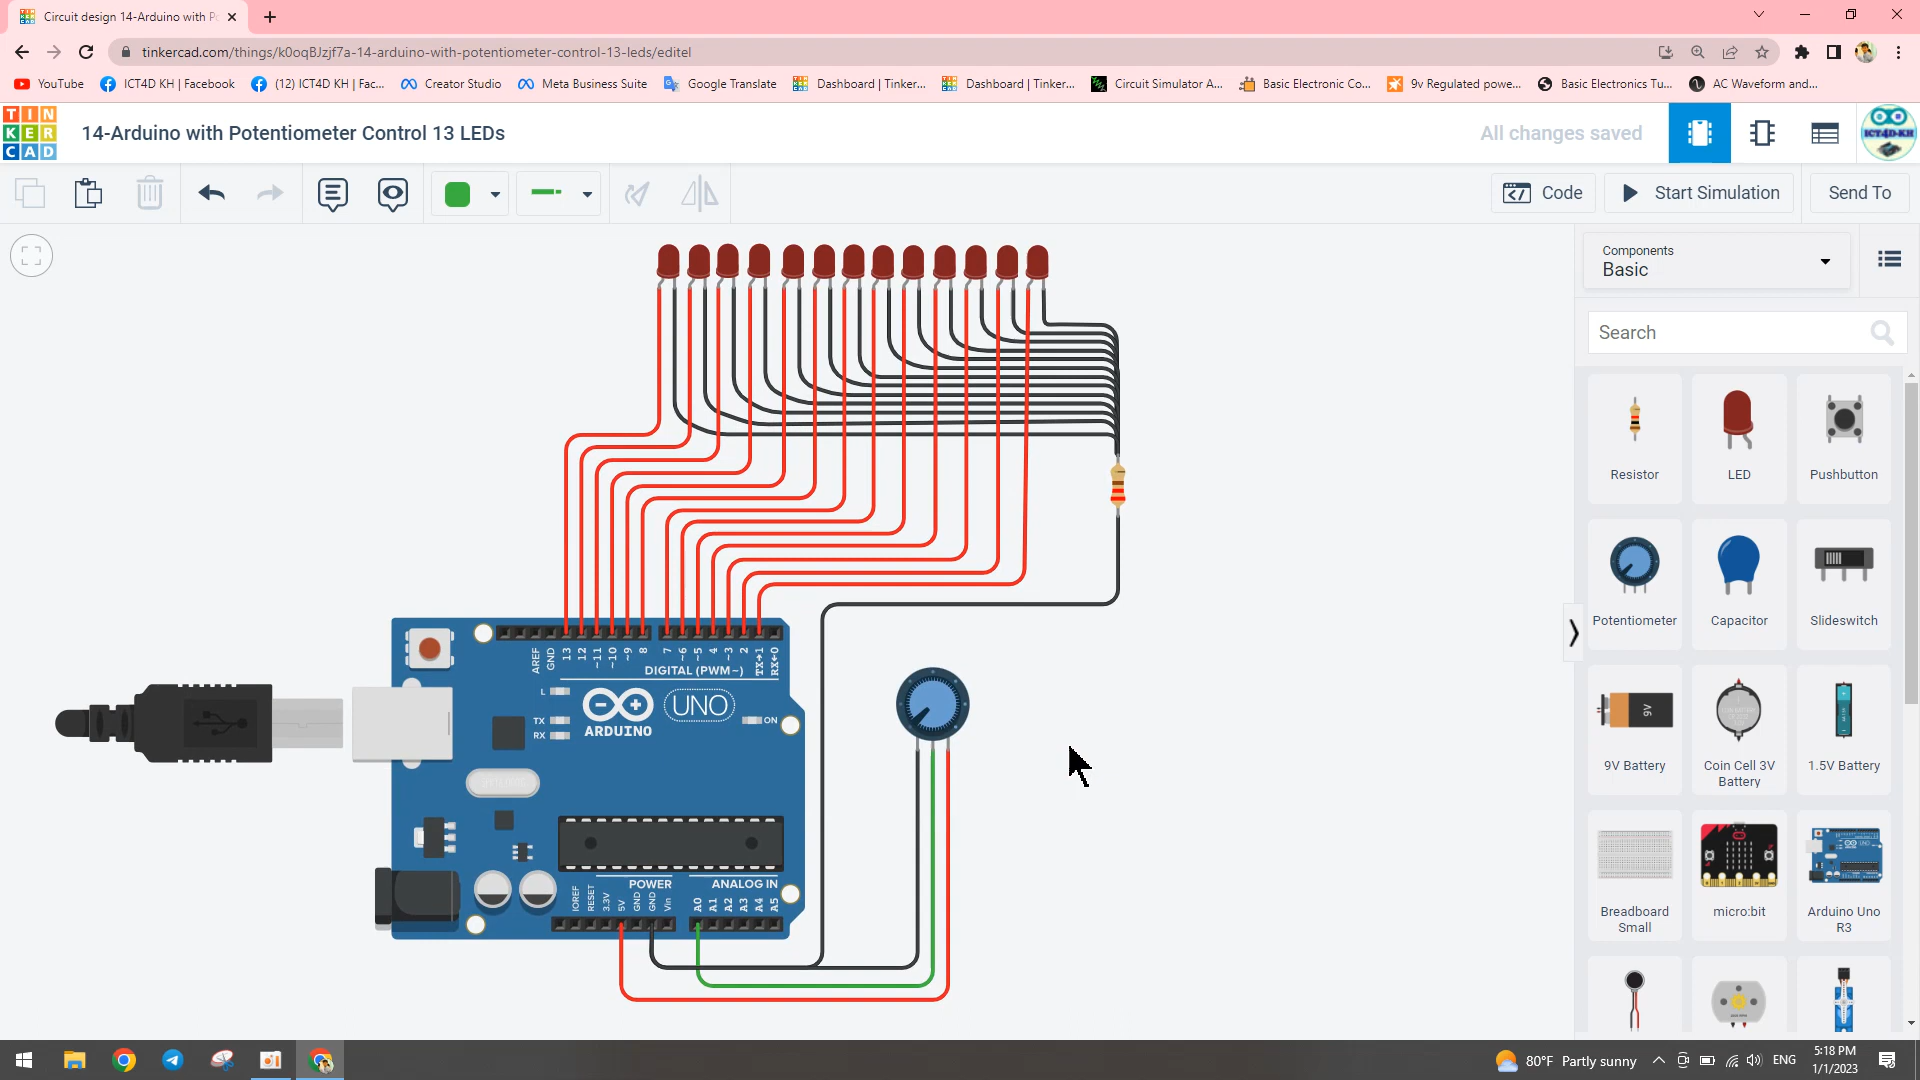 Circuit design 14-Arduino with P
tinkercad.com/things/k0oqBJzjf7a-14-arduino-with-potentiometer-control-13-leds/editel
YouTube
ICT4D KH | Facebook
(12) ICT4D KH | Fac...
Creator Studio
Meta Business Suite
Google Translate
Dashboard | Tinker...
Dashboard | Tinker...
Circuit Simulator A...
Basic Electronic Co...
9v Regulated powe...
Basic Electronics Tu...
AC Waveform and...
TIN
KER
CAD
14-Arduino with Potentiometer Control 13 LEDs
All changes saved
ICT4D-KH
Code
Start Simulation
Send To
Components
Basic
Search
Resistor
LED
Pushbutton
Potentiometer
Capacitor
Slideswitch
9V
9V Battery
Coin Cell 3V
Battery
1.5V Battery
Breadboard
Small
micro:bit
Arduino Uno
R3
AREF
GND
13
12
~11
~10
~9
8
7
~6
~5
4
~3
2
TX→1
RX←0
DIGITAL (PWM~)
L
TX
RX
ARDUINO
UNO
ON
POWER
ANALOG IN
IOREF
RESET
3.3V
5V
GND
GND
Vin
A0
A1
A2
A3
A4
A5
80°F Partly sunny
ENG
5:18 PM
1/1/2023